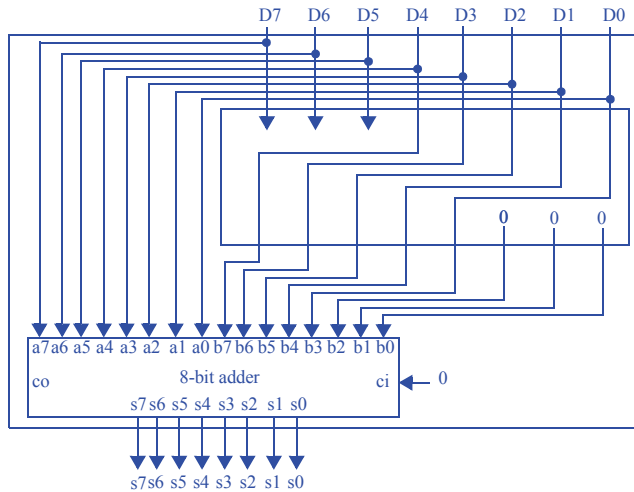 D7 D6 D5 D4 D3 D2 D1 D0
0 0 0
a7 a6 a5 a4 a3 a2 a1 a0 b7 b6 b5 b4 b3 b2 b1 b0
co 8-bit adder ci 0
s7 s6 s5 s4 s3 s2 s1 s0
s7 s6 s5 s4 s3 s2 s1 s0